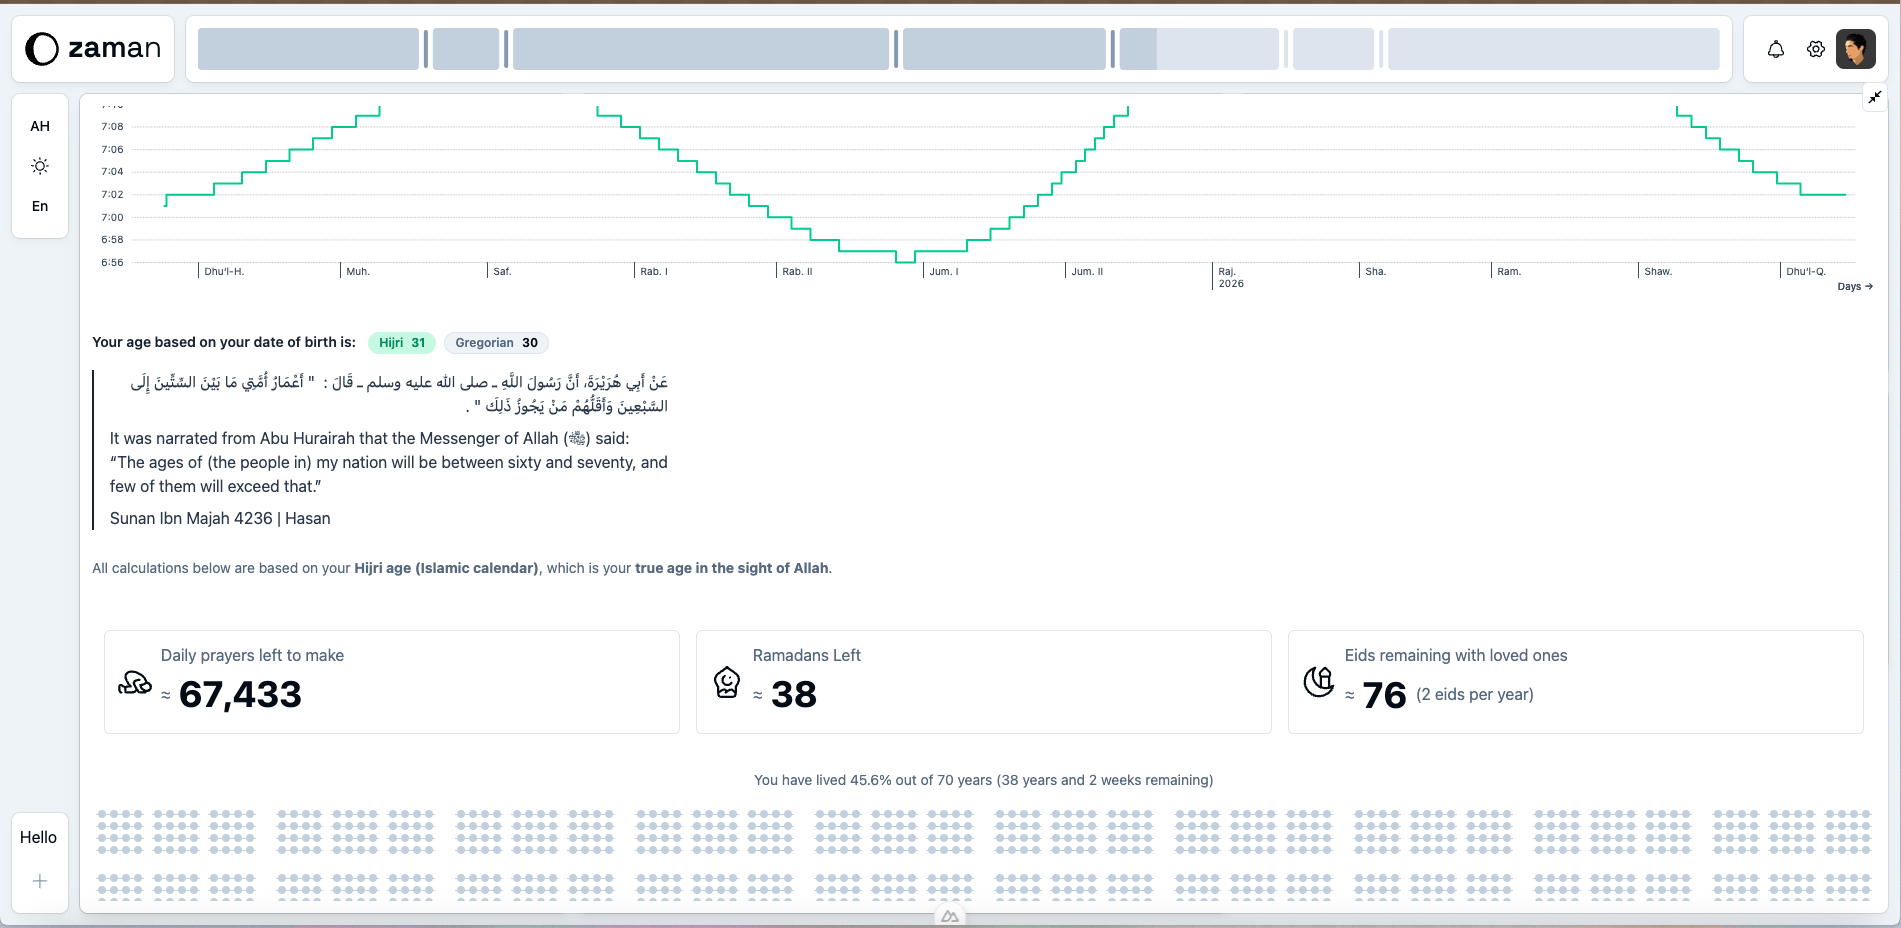 zaman
AH
En
7:08
7:06
7:04
7:02
7:00
6:58
6:56
Dhu'l-H.
Muh.
Saf.
Rab. I
Rab. II
Jum. I
Jum. II
Raj.
2026
Sha.
Ram.
Shaw.
Dhu'l-Q.
Days →
Your age based on your date of birth is: Hijri 31 Gregorian 30
عَنْ أَبِي هُرَيْرَةَ، أَنَّ رَسُولَ اللَّهِ ـ صلى الله عليه وسلم ـ قَالَ : " أَعْمَارُ أُمَّتِي مَا بَيْنَ السِّتِّينَ إِلَى
السَّبْعِينَ وَأَقَلُّهُمْ مَنْ يَجُوزُ ذَلِكَ " .
It was narrated from Abu Hurairah that the Messenger of Allah (ﷺ) said:
“The ages of (the people in) my nation will be between sixty and seventy, and
few of them will exceed that.”
Sunan Ibn Majah 4236 | Hasan
All calculations below are based on your Hijri age (Islamic calendar), which is your true age in the sight of Allah.
Daily prayers left to make
≈ 67,433
Ramadans Left
≈ 38
Eids remaining with loved ones
≈ 76 (2 eids per year)
You have lived 45.6% out of 70 years (38 years and 2 weeks remaining)
Hello